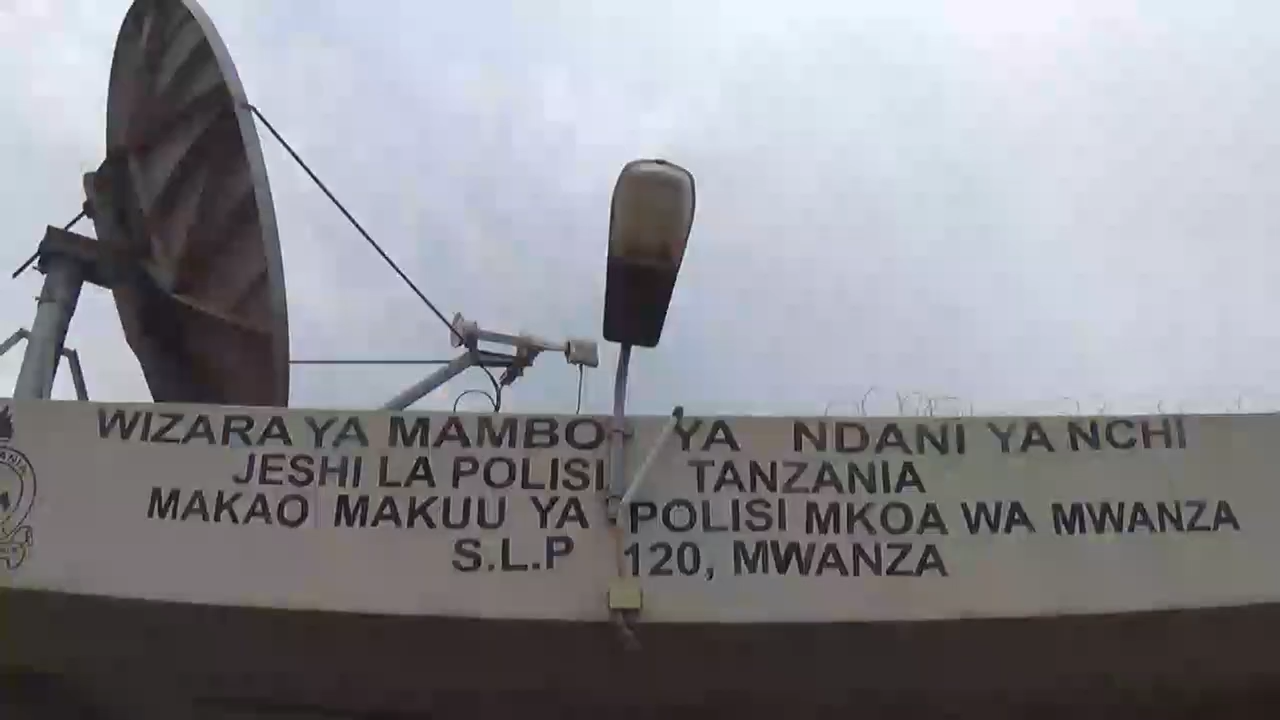 WIZARA YA MAMBO YA NDANI YA NCHI
JESHI LA POLISI TANZANIA
MAKAO MAKUU YA POLISI MKOA WA MWANZA
S.L.P 120, MWANZA